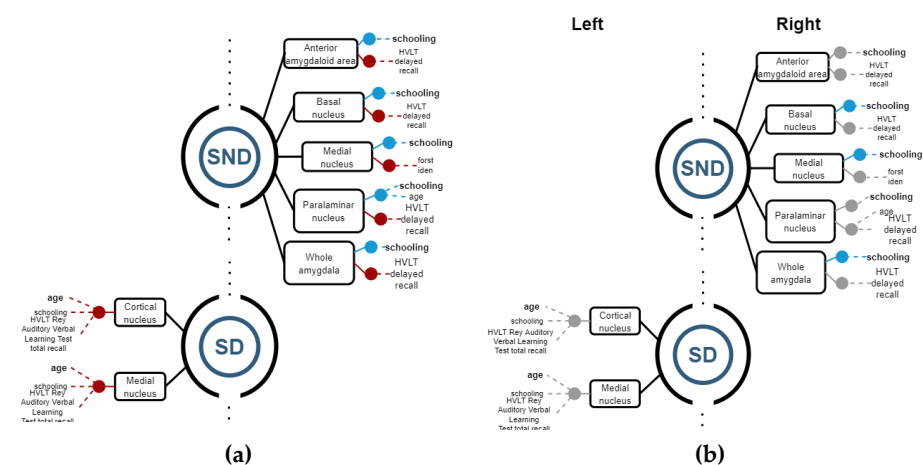 Left
Right
schooling
Anterior
amygdaloid area
HVLT
delayed
recall
schooling
Basal
nucleus
HVLT
delayed
recall
schooling
SND
Medial
nucleus
forst
iden
schooling
age
Paralaminar
nucleus
HVLT
delayed
recall
schooling
Whole
amygdala
HVLT
delayed
recall
age
Cortical
nucleus
schooling
HVLT Rey
Auditory Verbal
Learning Test
total recall
SD
age
Medial
nucleus
schooling
HVLT Rey
Auditory Verbal
Learning
Test total recall
(a)
schooling
Anterior
amygdaloid area
HVLT
delayed
recall
schooling
Basal
nucleus
HVLT
delayed
recall
schooling
SND
Medial
nucleus
forst
iden
schooling
age
Paralaminar
nucleus
HVLT
delayed
recall
schooling
Whole
amygdala
HVLT
delayed
recall
age
Cortical
nucleus
schooling
HVLT Rey Auditory
Verbal Learning
Test total recall
SD
age
Medial
nucleus
schooling
HVLT Rey
Auditory Verbal
Learning
Test total recall
(b)